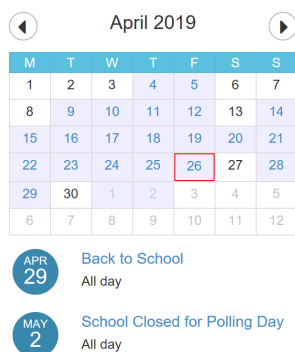 April 2019
M T W T F S S
1 2 3 4 5 6 7
8 9 10 11 12 13 14
15 16 17 18 19 20 21
22 23 24 25 26 27 28
29 30 1 2 3 4 5
6 7 8 9 10 11 12
APR
29
Back to School
All day
MAY
2
School Closed for Polling Day
All day